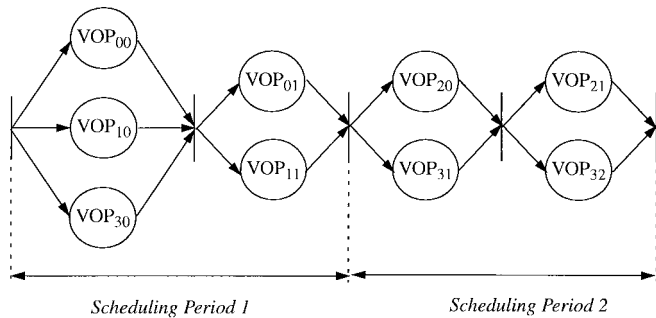 VOP00
VOP01
VOP20
VOP21
VOP10
VOP11
VOP31
VOP32
VOP30
Scheduling Period 1
Scheduling Period 2